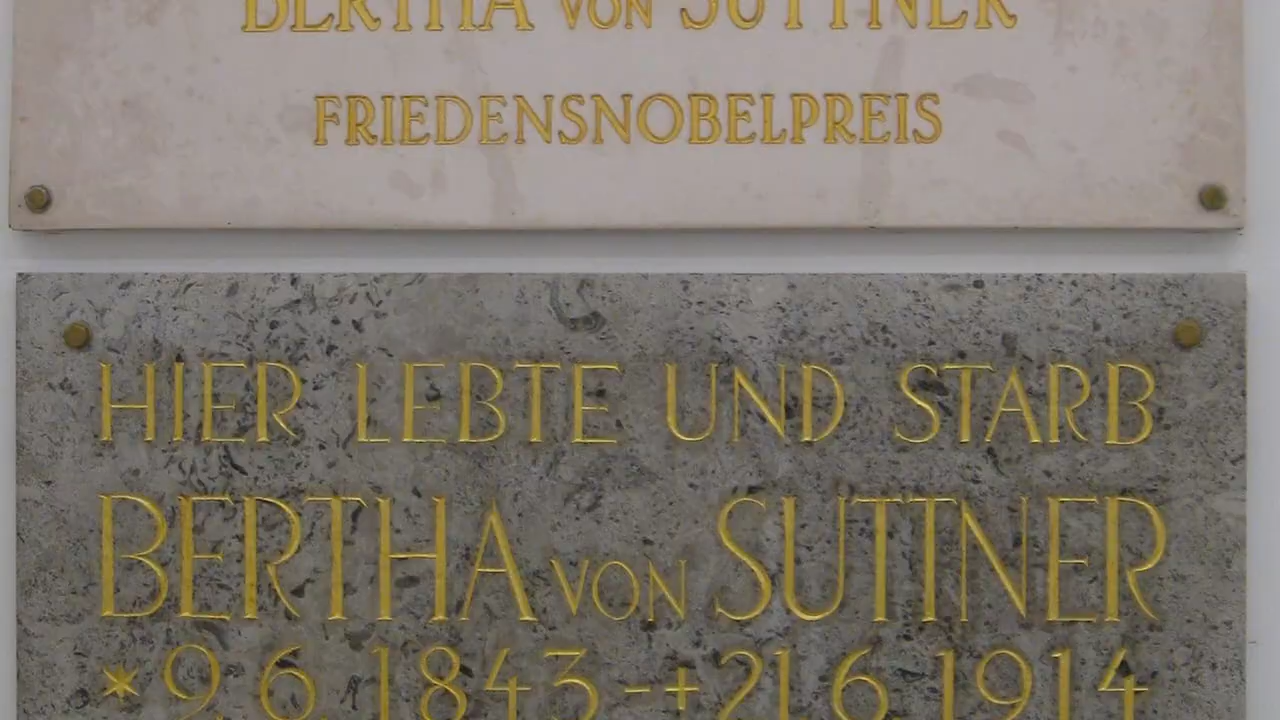 BERTHA VON SUTTNER
FRIEDENSNOBELPREIS
HIER LEBTE UND STARB
BERTHA VON SUTTNER
* 9.6.1843 - + 21.6.1914